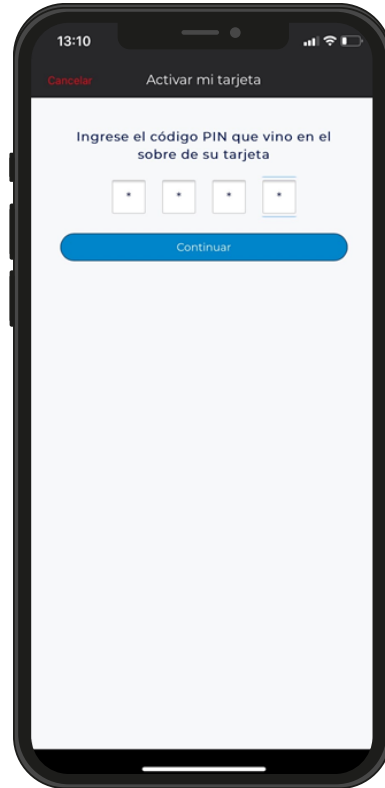 13:10
Cancelar Activar mi tarjeta
Ingrese el código PIN que vino en el
sobre de su tarjeta
* * * *
Continuar